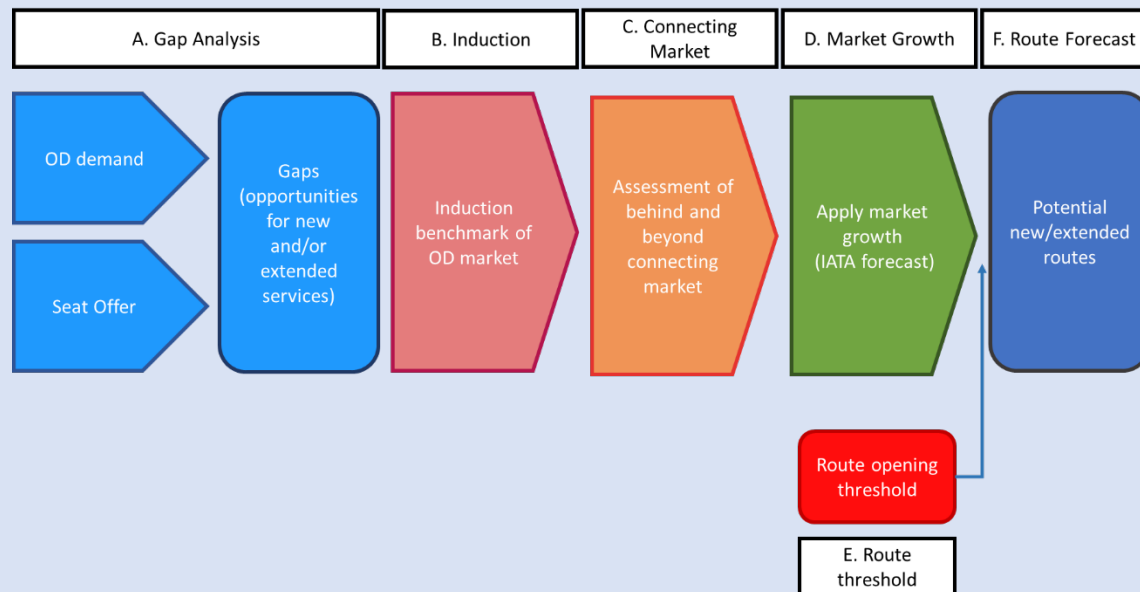 A. Gap Analysis
B. Induction
C. Connecting
Market
D. Market Growth
F. Route Forecast
OD demand
Seat Offer
Gaps
(opportunities
for new
and/or
extended
services)
Induction
benchmark of
OD market
Assessment of
behind and
beyond
connecting
market
Apply market
growth
(IATA forecast)
Potential
new/extended
routes
Route opening
threshold
E. Route
threshold